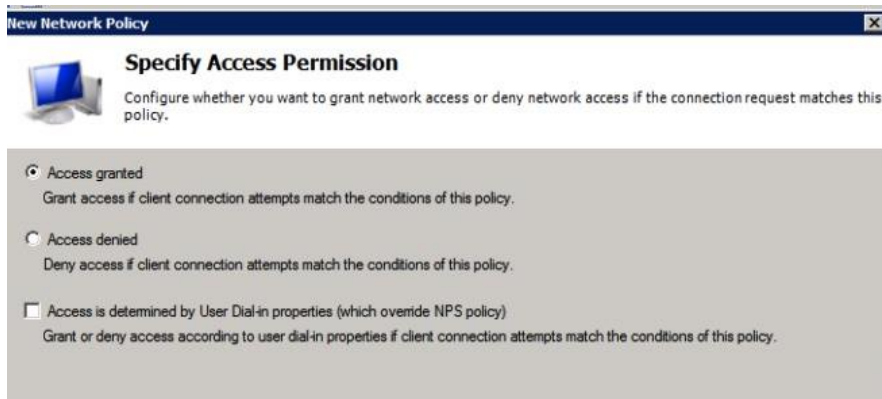 New Network Policy
Specify Access Permission
Configure whether you want to grant network access or deny network access if the connection request matches this
policy.
Access granted
Grant access if client connection attempts match the conditions of this policy.
Access denied
Deny access if client connection attempts match the conditions of this policy.
Access is determined by User Dial-in properties (which override NPS policy)
Grant or deny access according to user dial-in properties if client connection attempts match the conditions of this policy.